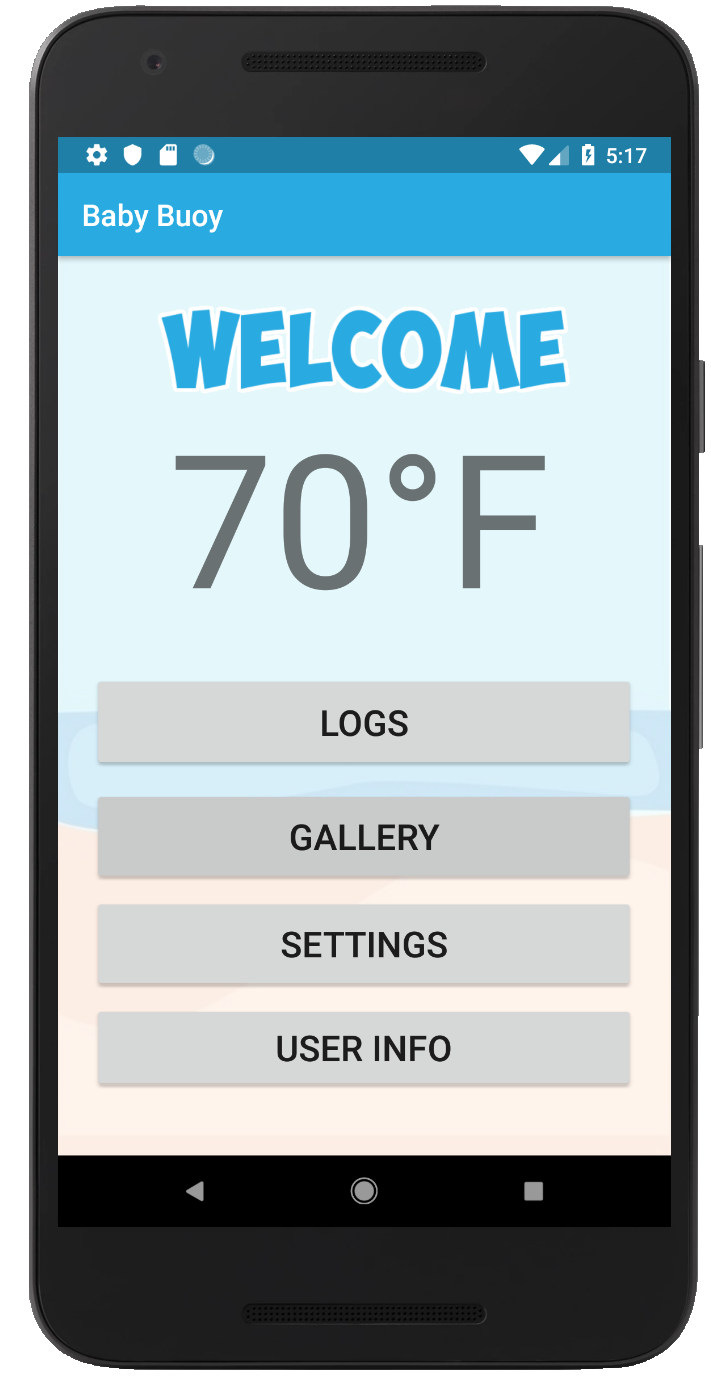 5:17
Baby Buoy
WELCOME
70°F
LOGS
GALLERY
SETTINGS
USER INFO